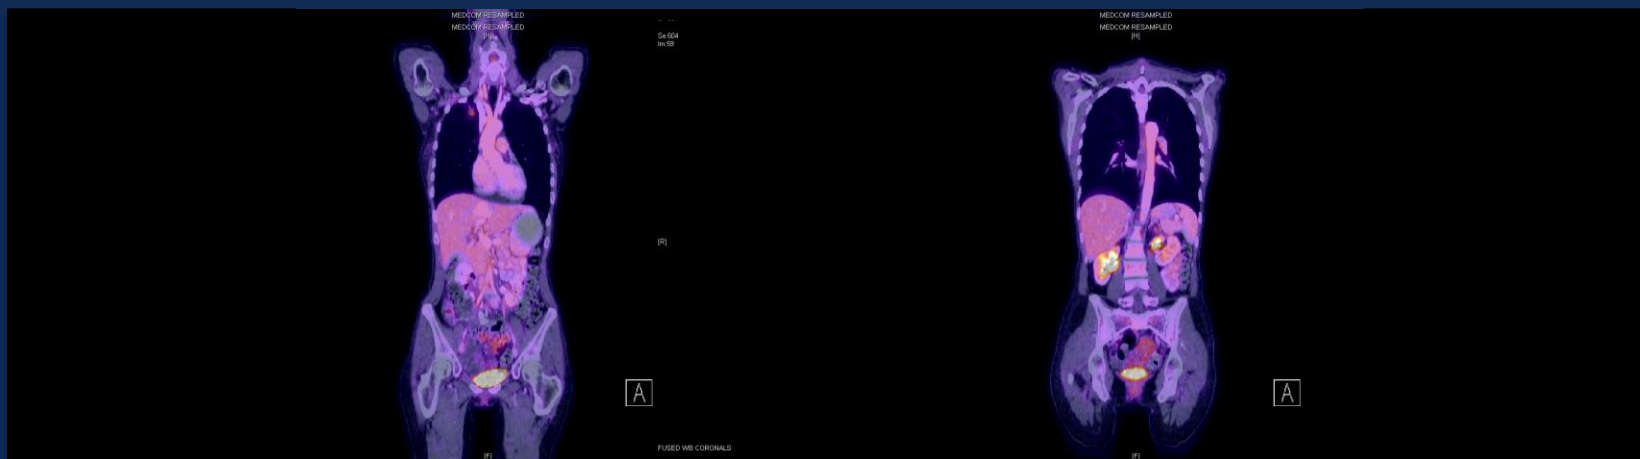 MEDCOM RESAMPLED
MEDCOM RESAMPLED
[H]
Se:604
Im:59
[R]
A
FUSED WB CORONALS
[F]
MEDCOM RESAMPLED
MEDCOM RESAMPLED
[H]
A
[F]